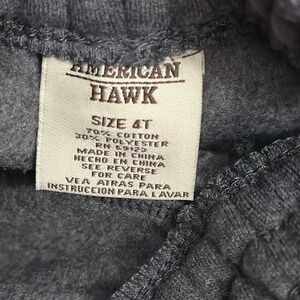 AMERICAN
HAWK
SIZE 4T
70% COTTON
30% POLYESTER
RN 69123
MADE IN CHINA
HECHO EN CHINA
SEE REVERSE
FOR CARE
VEA ATRAS PARA
INSTRUCCION PARA LAVAR